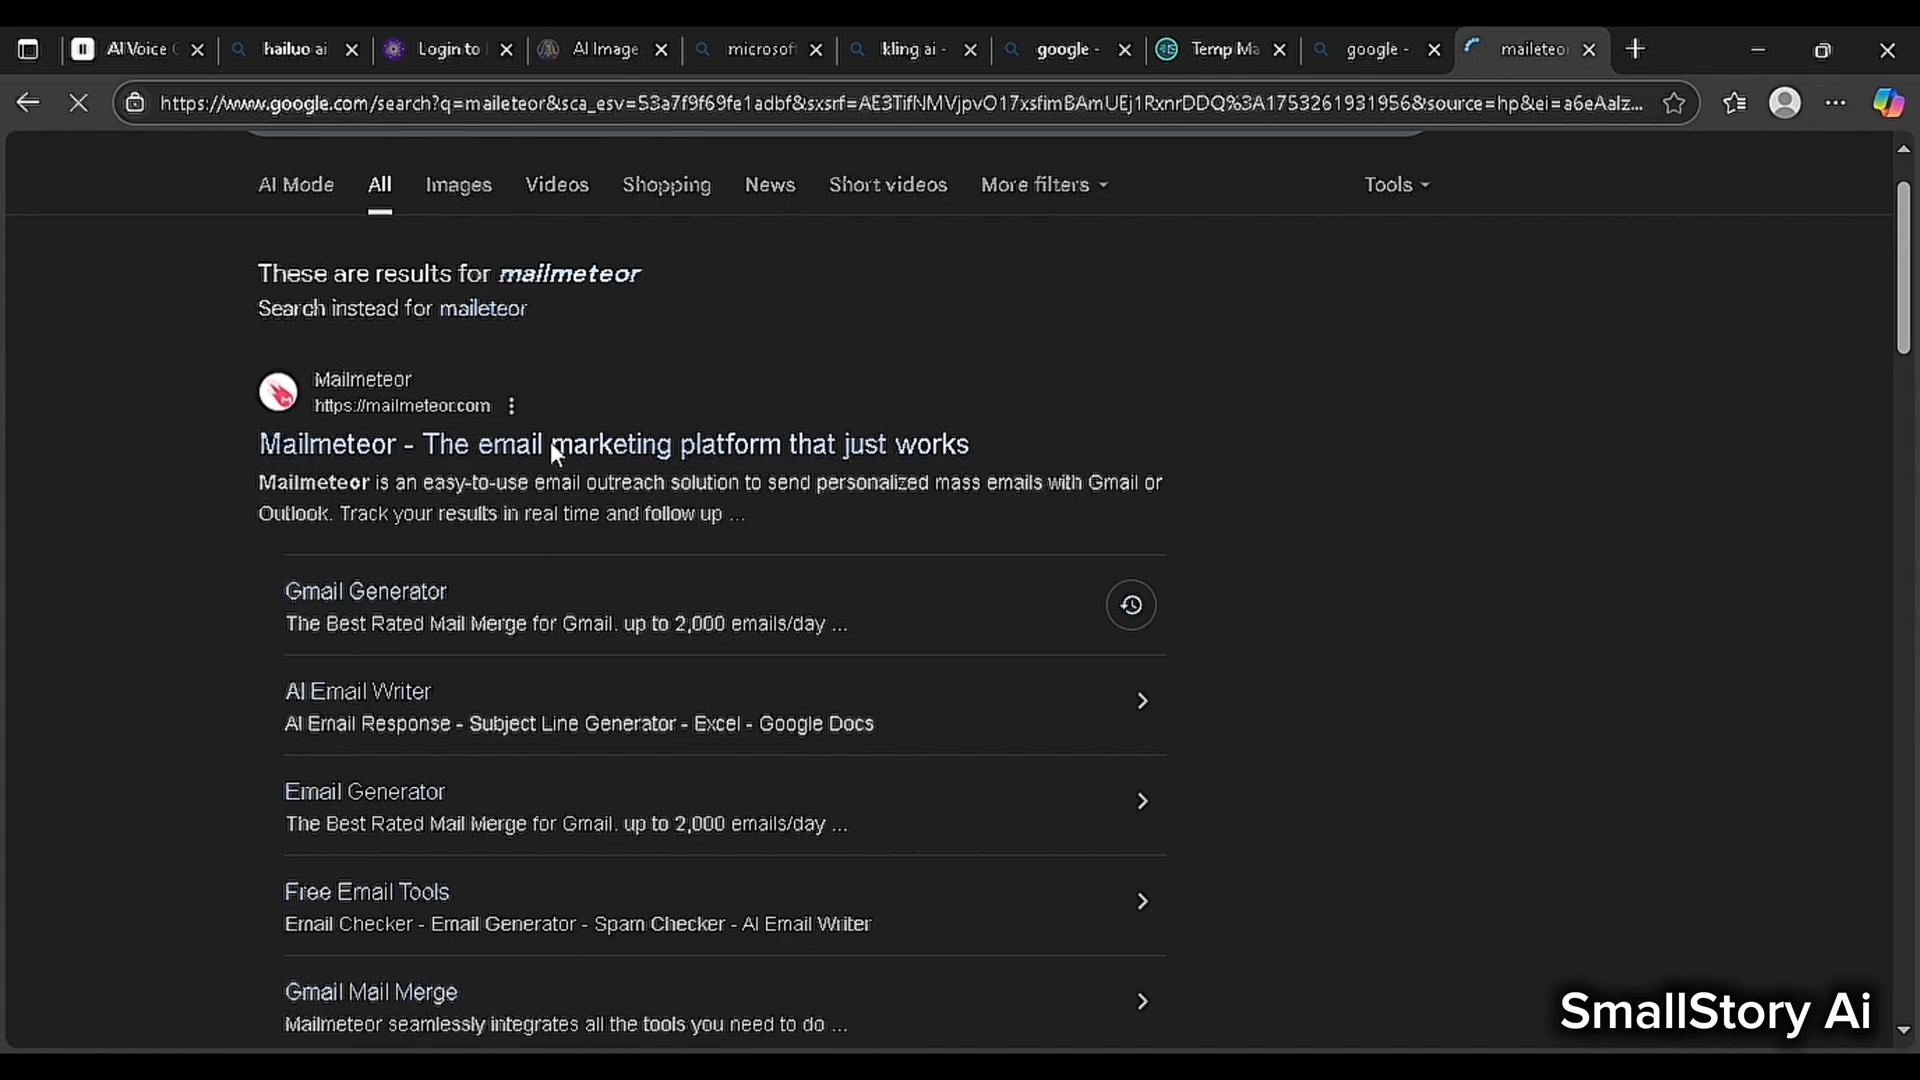 AI Voice
hailuo ai
Login to
AI Image
microsof
kling ai -
google -
Temp Ma
google -
maileteo
https://www.google.com/search?q=maileteor&sca_esv=53a7f9f69fe1adbf&sxsrf=AE3TifNMVjpvO17xsfimBAmUEj1RxnrDDQ%3A1753261931956&source=hp&ei=a6eAalz...
AI Mode
All
Images
Videos
Shopping
News
Short videos
More filters
Tools
These are results for mailmeteor
Search instead for maileteor
Mailmeteor
https://mailmeteor.com
Mailmeteor - The email marketing platform that just works
Mailmeteor is an easy-to-use email outreach solution to send personalized mass emails with Gmail or
Outlook. Track your results in real time and follow up ...
Gmail Generator
The Best Rated Mail Merge for Gmail. up to 2,000 emails/day ...
AI Email Writer
AI Email Response - Subject Line Generator - Excel - Google Docs
Email Generator
The Best Rated Mail Merge for Gmail. up to 2,000 emails/day ...
Free Email Tools
Email Checker - Email Generator - Spam Checker - AI Email Writer
Gmail Mail Merge
Mailmeteor seamlessly integrates all the tools you need to do ...
SmallStory Ai